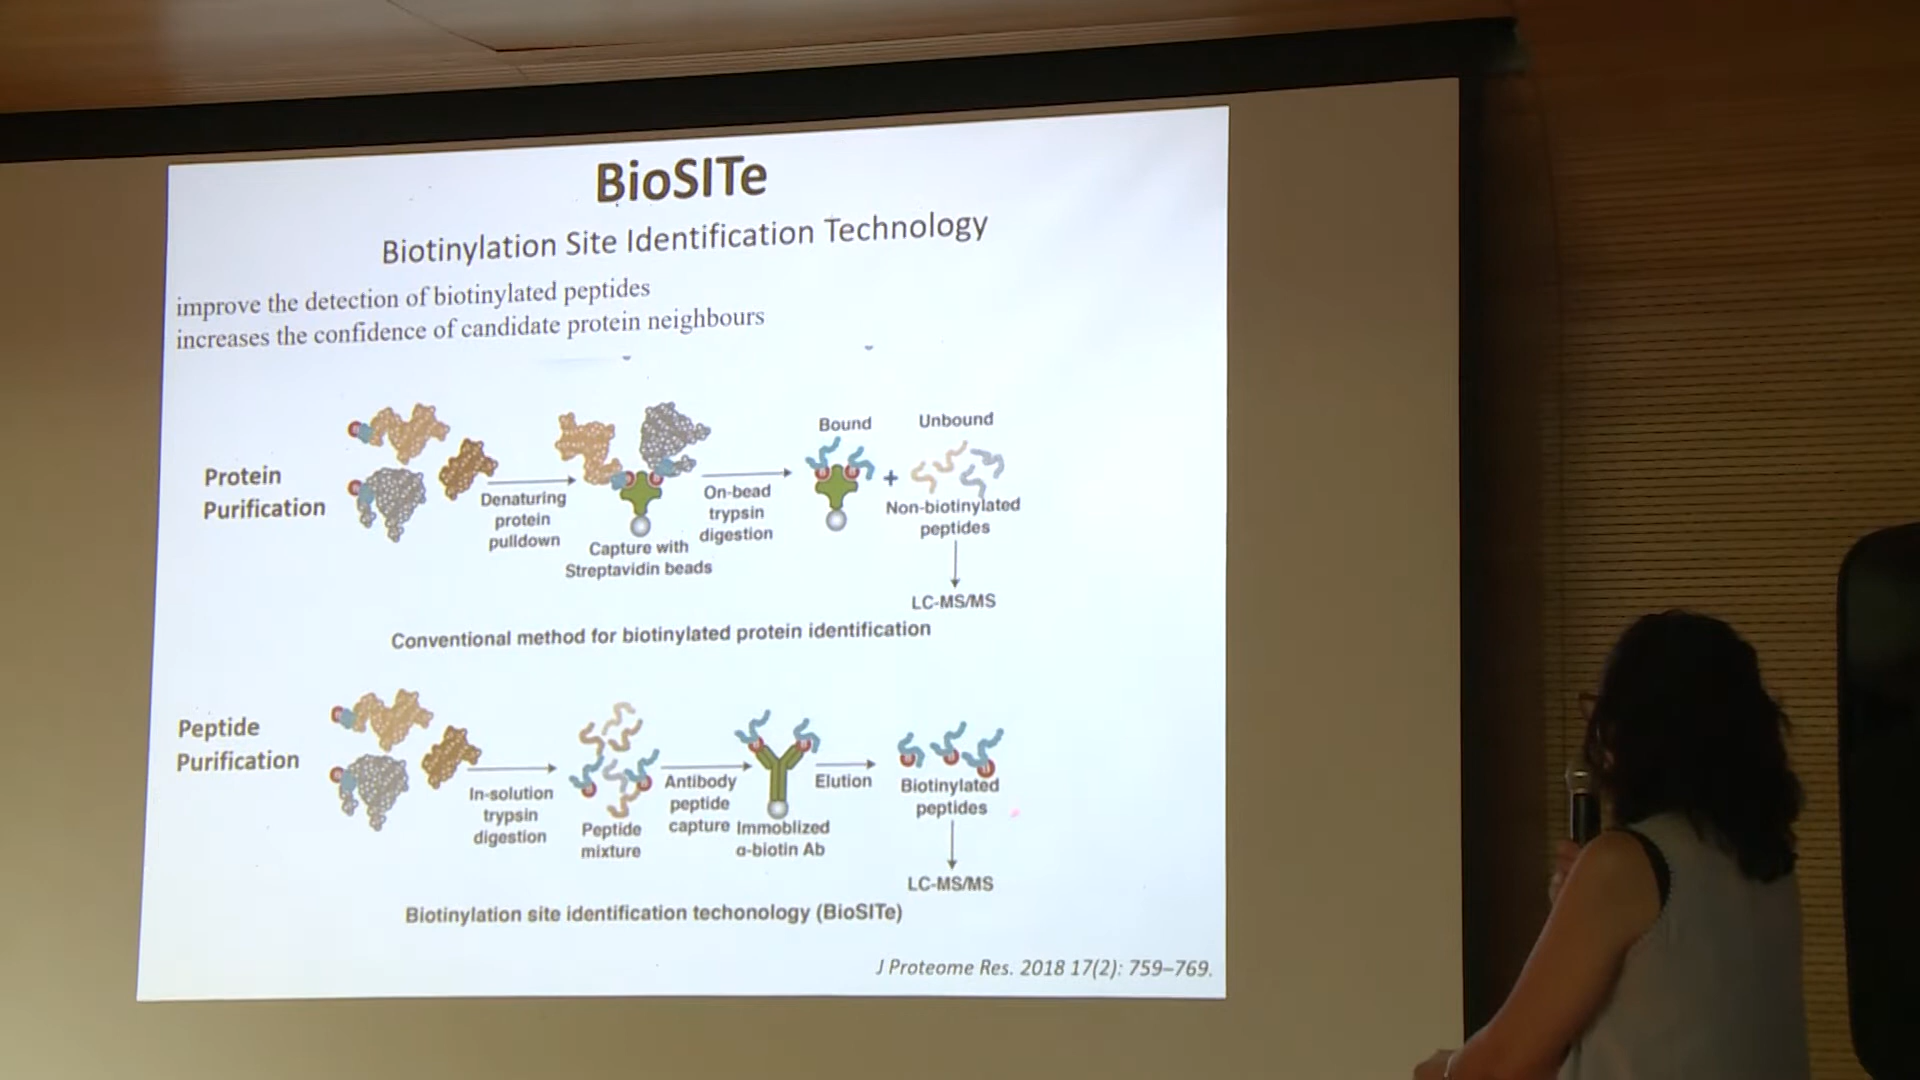 BioSITe
Biotinylation Site Identification Technology
improve the detection of biotinylated peptides
increases the confidence of candidate protein neighbours
Protein
Purification
Denaturing
protein
pulldown
Capture with
Streptavidin beads
On-bead
trypsin
digestion
Bound
+
Unbound
Non-biotinylated
peptides
LC-MS/MS
Conventional method for biotinylated protein identification
Peptide
Purification
In-solution
trypsin
digestion
Peptide
mixture
Antibody
peptide
capture
Immoblized
α-biotin Ab
Elution
Biotinylated
peptides
LC-MS/MS
Biotinylation site identification techonology (BioSITe)
J Proteome Res. 2018 17(2): 759–769.